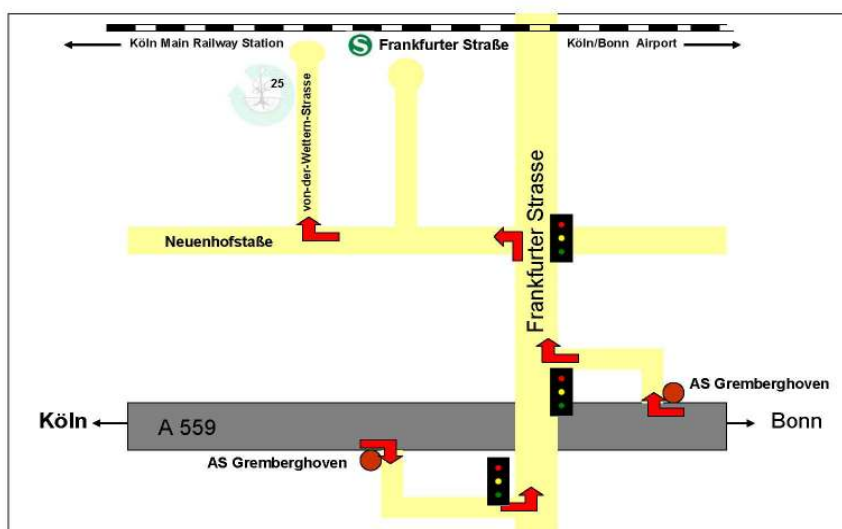 Köln Main Railway Station
S
Frankfurter Straße
Köln/Bonn Airport
25
von-der-Wettern-Strasse
Neuenhofstaße
Frankfurter Strasse
AS Gremberghoven
Köln
A 559
Bonn
AS Gremberghoven